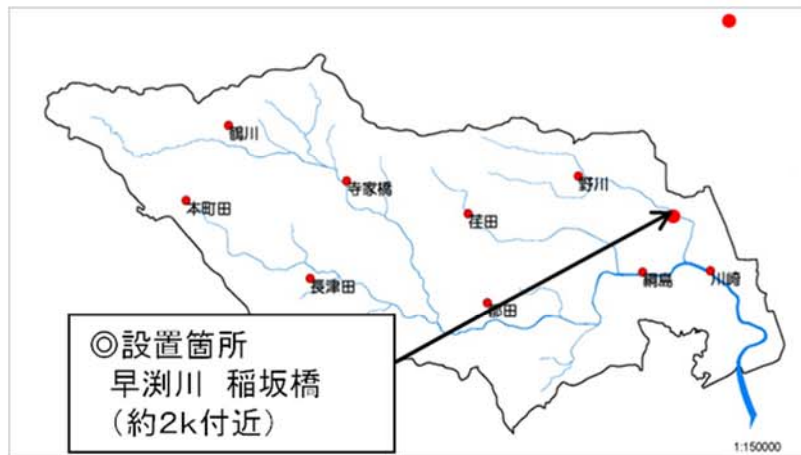 鶴川
寺家橋
野川
本町田
荏田
長津田
綱島
川崎
都田
◎設置箇所
早渕川 稲坂橋
(約2k付近)
1:150000